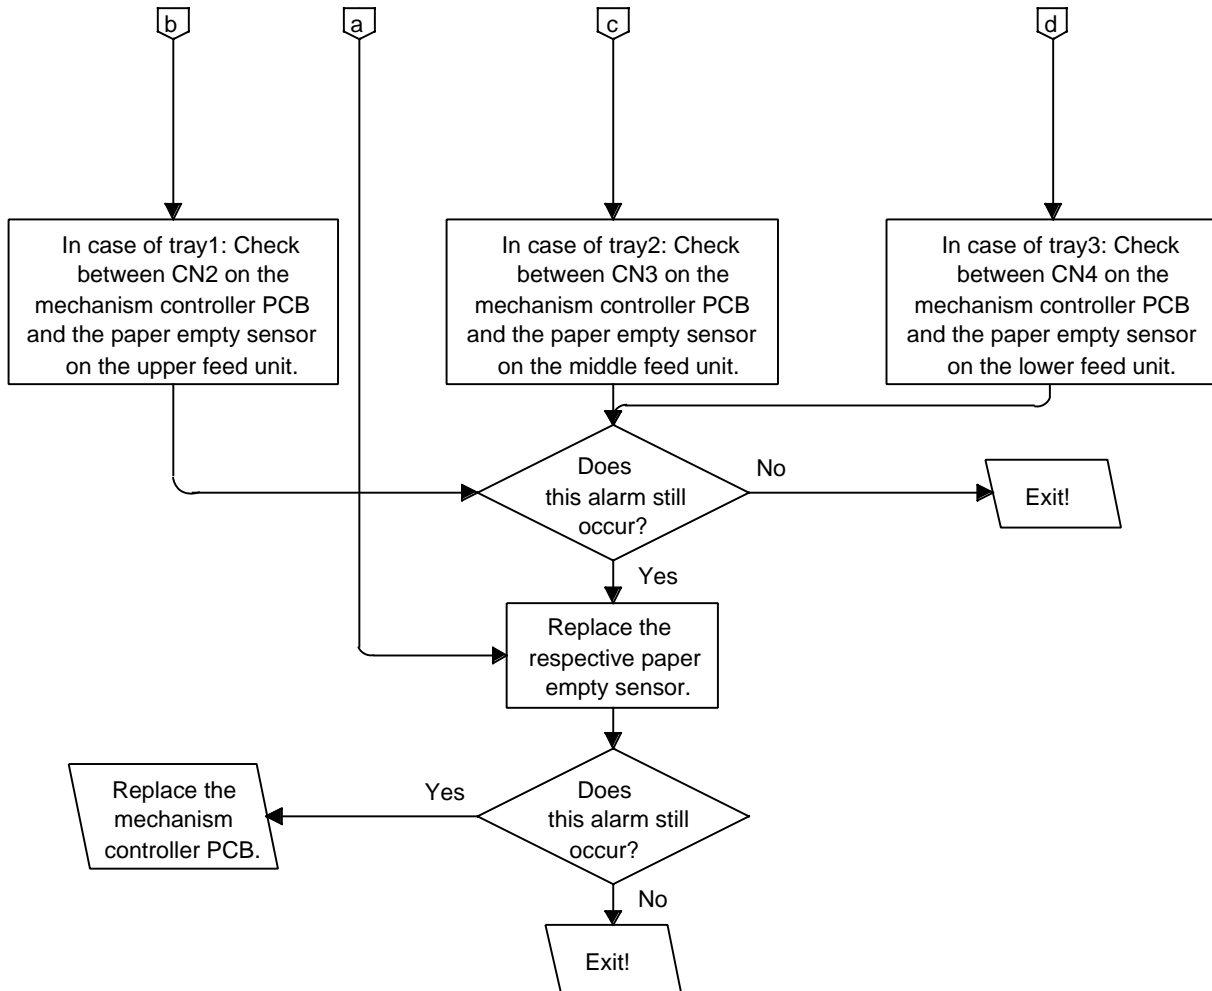 b
a
c
d
In case of tray1: Check
between CN2 on the
mechanism controller PCB
and the paper empty sensor
on the upper feed unit.
In case of tray2: Check
between CN3 on the
mechanism controller PCB
and the paper empty sensor
on the middle feed unit.
In case of tray3: Check
between CN4 on the
mechanism controller PCB
and the paper empty sensor
on the lower feed unit.
Does
this alarm still
occur?
No
Exit!
Yes
Replace the
respective paper
empty sensor.
Does
this alarm still
occur?
Yes
Replace the
mechanism
controller PCB.
No
Exit!